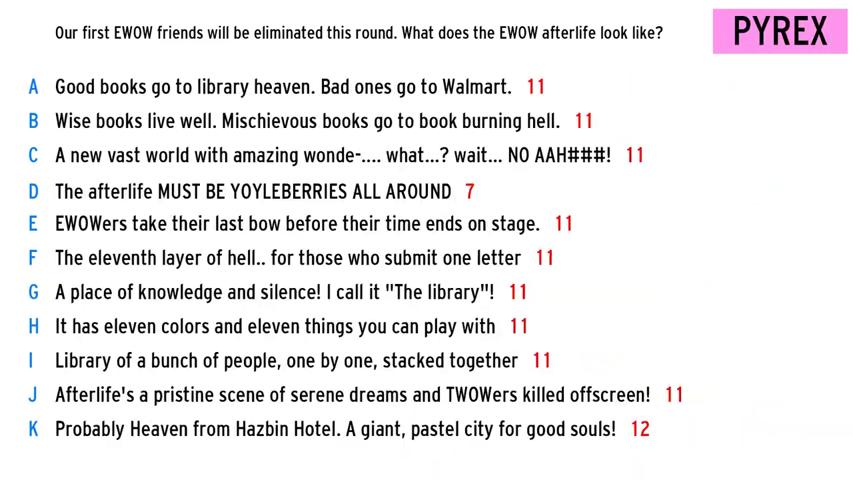 Our first EWOW friends will be eliminated this round. What does the EWOW afterlife look like?
PYREX
A Good books go to library heaven. Bad ones go to Walmart. 11
B Wise books live well. Mischievous books go to book burning hell. 11
C A new vast world with amazing wonde-.... what...? wait... NO AAH###! 11
D The afterlife MUST BE YOYLEBERRIES ALL AROUND 7
E EWOWers take their last bow before their time ends on stage. 11
F The eleventh layer of hell.. for those who submit one letter 11
G A place of knowledge and silence! I call it "The library"! 11
H It has eleven colors and eleven things you can play with 11
I Library of a bunch of people, one by one, stacked together 11
J Afterlife's a pristine scene of serene dreams and TWOWers killed offscreen! 11
K Probably Heaven from Hazbin Hotel. A giant, pastel city for good souls! 12